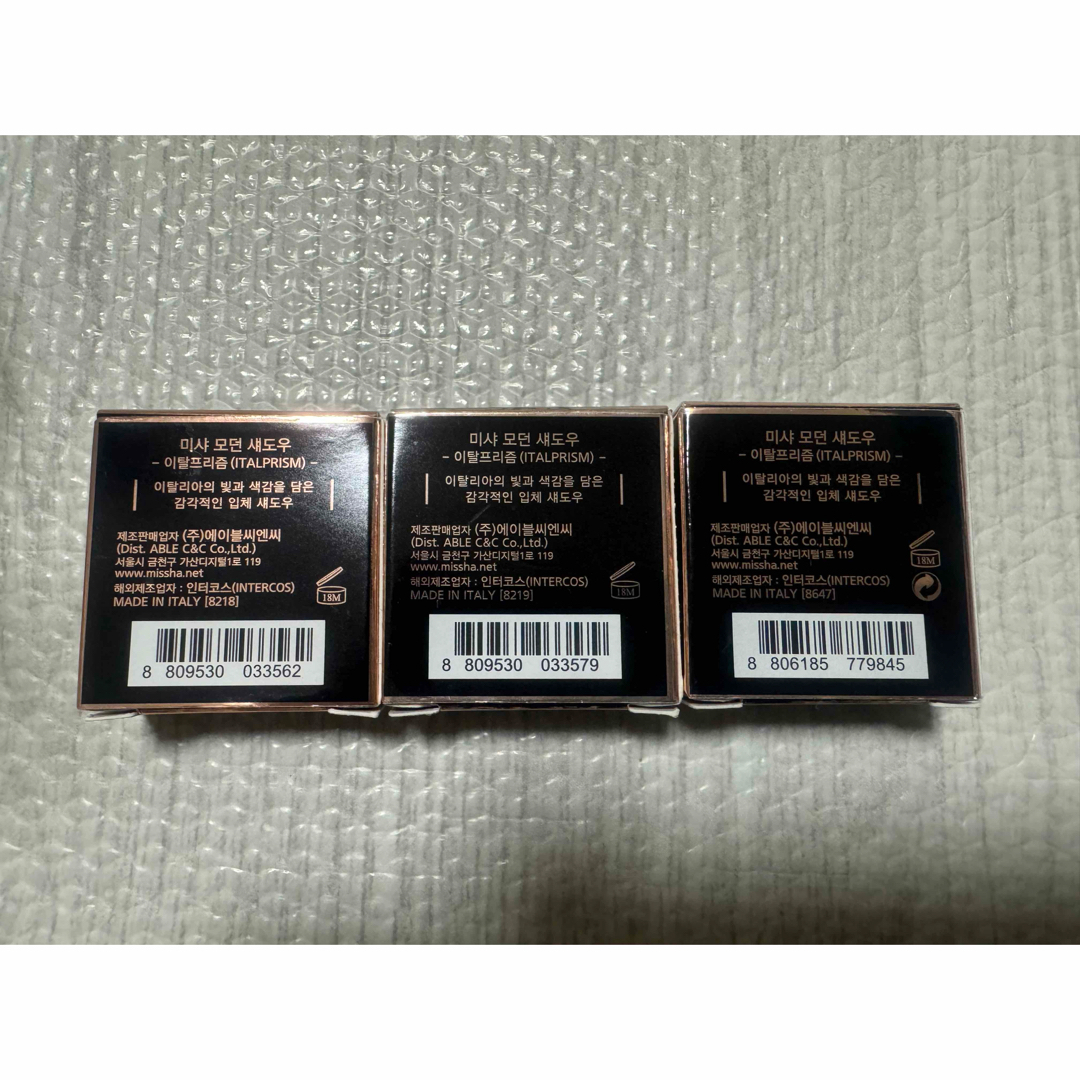 미샤 모던 섀도우
– 이탈프리즘 (ITALPRISM) –
이탈리아의 빛과 색감을 담은
감각적인 입체 섀도우
제조판매업자 (주)에이블씨엔씨
(Dist. ABLE C&C Co.,Ltd.)
서울시 금천구 가산디지털1로 119
www.missha.net
해외제조업자 : 인터코스(INTERCOS)
MADE IN ITALY [8218]
18M
8 809530 033562
미샤 모던 섀도우
– 이탈프리즘 (ITALPRISM) –
이탈리아의 빛과 색감을 담은
감각적인 입체 섀도우
제조판매업자 (주)에이블씨엔씨
(Dist. ABLE C&C Co.,Ltd.)
서울시 금천구 가산디지털1로 119
www.missha.net
해외제조업자 : 인터코스(INTERCOS)
MADE IN ITALY [8219]
18M
8 809530 033579
미샤 모던 섀도우
– 이탈프리즘 (ITALPRISM) –
이탈리아의 빛과 색감을 담은
감각적인 입체 섀도우
제조판매업자 (주)에이블씨엔씨
(Dist. ABLE C&C Co.,Ltd.)
서울시 금천구 가산디지털1로 119
www.missha.net
해외제조업자 : 인터코스(INTERCOS)
MADE IN ITALY [8647]
18M
8 806185 779845